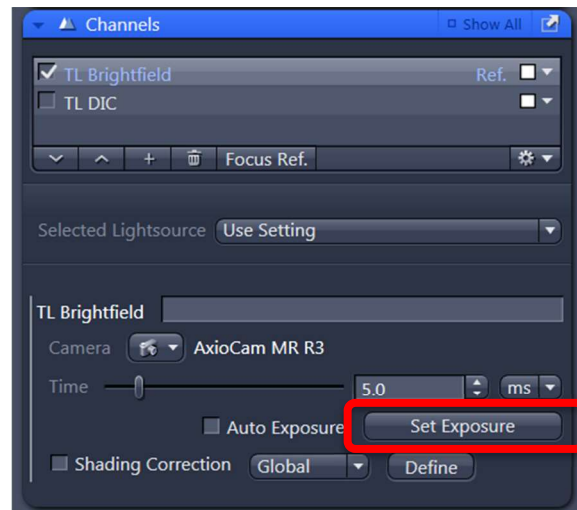 Channels Show All
TL Brightfield Ref.
TL DIC
Focus Ref.
Selected Lightsource Use Setting
TL Brightfield
Camera AxioCam MR R3
Time 5.0 ms
Auto Exposure Set Exposure
Shading Correction Global Define